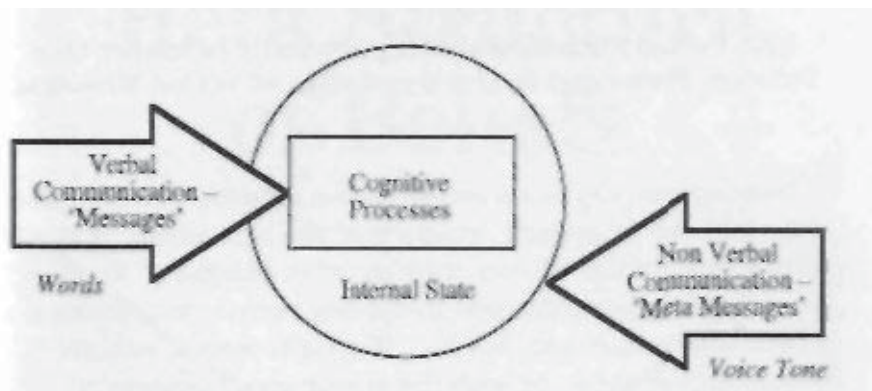 Verbal
Communication –
'Messages'
Words
Cognitive
Processes
Internal State
Non Verbal
Communication –
'Meta Messages'
Voice Tone